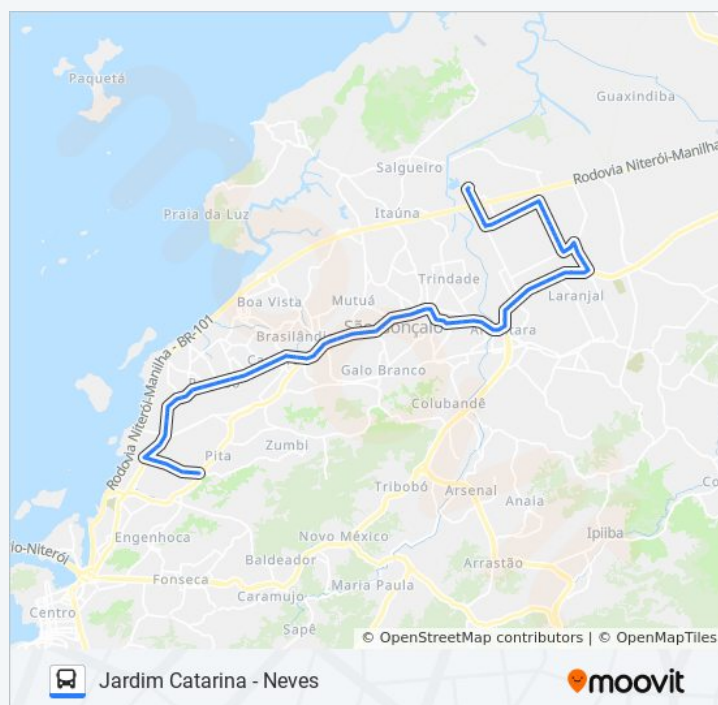 Paquetá
Guaxindiba
Salgueiro
Rodovia Niterói-Manilha
Itaúna
Praia da Luz
Trindade
Boa Vista
Mutuá
Laranjal
Rodovia Niterói-Manilha - BR-101
Brasilândia
São Gonçalo
Galo Branco
Colubandê
Pita
Zumbi
Tribobó
Arsenal
Anaia
Ipiíba
Engenhoca
Novo México
Arrastão
Baldeador
Fonseca
Maria Paula
Caramujo
Centro
Sapê
© OpenStreetMap contributors | © OpenMapTiles
Jardim Catarina - Neves
moovit